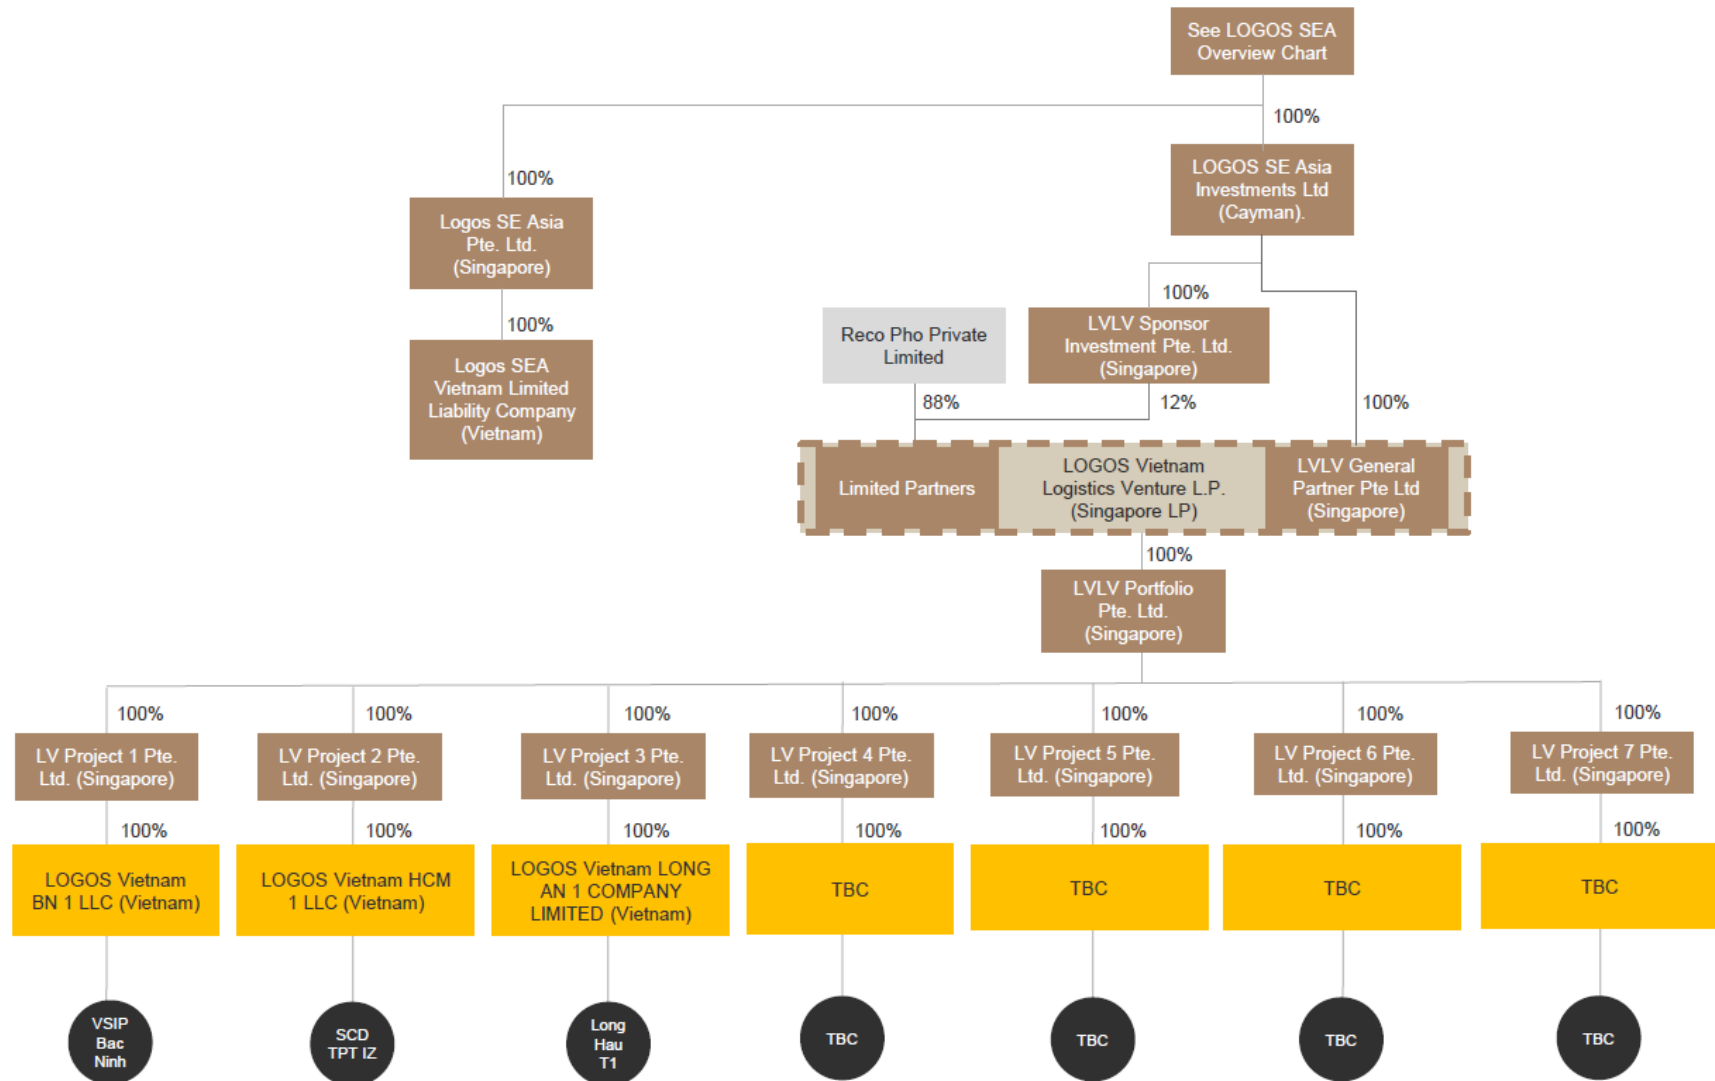 See LOGOS SEA
Overview Chart
100%
100%
LOGOS SE Asia
Investments Ltd
(Cayman).
Logos SE Asia
Pte. Ltd.
(Singapore)
100%
100%
Reco Pho Private
Limited
LVLV Sponsor
Investment Pte. Ltd.
(Singapore)
Logos SEA
Vietnam Limited
Liability Company
(Vietnam)
88%
12%
100%
Limited Partners
LOGOS Vietnam
Logistics Venture L.P.
(Singapore LP)
LVLV General
Partner Pte Ltd
(Singapore)
100%
LVLV Portfolio
Pte. Ltd.
(Singapore)
100%
100%
100%
100%
100%
100%
100%
LV Project 1 Pte.
Ltd. (Singapore)
LV Project 2 Pte.
Ltd. (Singapore)
LV Project 3 Pte.
Ltd. (Singapore)
LV Project 4 Pte.
Ltd. (Singapore)
LV Project 5 Pte.
Ltd. (Singapore)
LV Project 6 Pte.
Ltd. (Singapore)
LV Project 7 Pte.
Ltd. (Singapore)
100%
100%
100%
100%
100%
100%
100%
LOGOS Vietnam
BN 1 LLC (Vietnam)
LOGOS Vietnam HCM
1 LLC (Vietnam)
LOGOS Vietnam LONG
AN 1 COMPANY
LIMITED (Vietnam)
TBC
TBC
TBC
TBC
VSIP
Bac
Ninh
SCD
TPT IZ
Long
Hau
T1
TBC
TBC
TBC
TBC